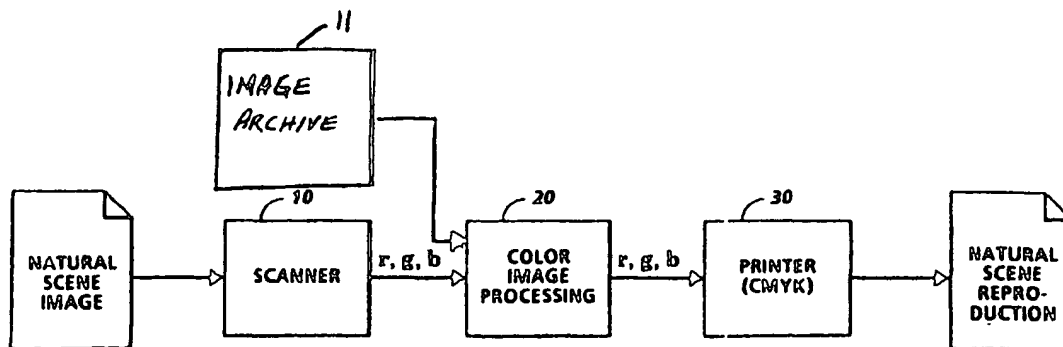 11
IMAGE
ARCHIVE
10
20
30
NATURAL
SCENE
IMAGE
SCANNER
r, g, b
COLOR
IMAGE
PROCESSING
r, g, b
PRINTER
(CMYK)
NATURAL
SCENE
REPRO-
DUCTION